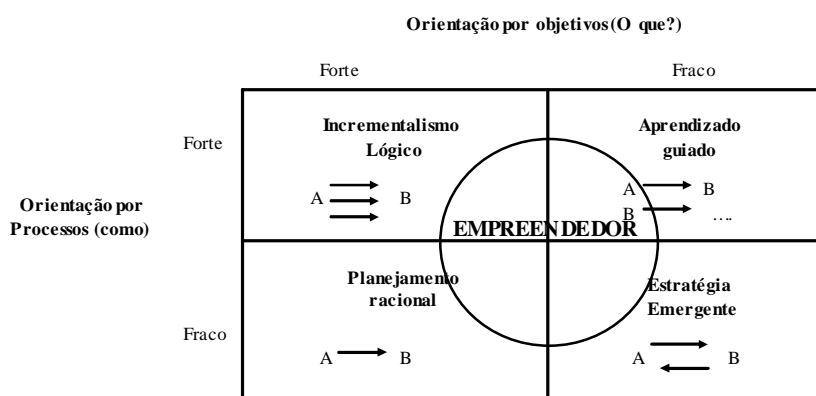 Orientação por objetivos (O que?)
Forte Fraco
Forte
Incrementalismo
Lógico
A B
Aprendizado
guiado
A B
B ....
Orientação por
Processos (como)
EMPREENDEDOR
Fraco
Planejamento
racional
A B
Estratégia
Emergente
A B